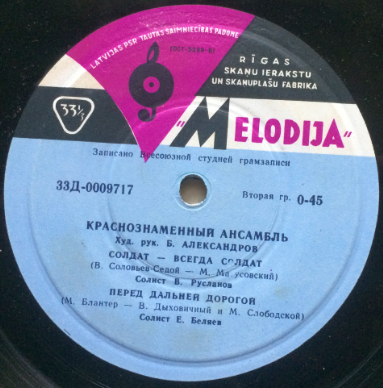 LATVIJAS PSR TAUTAS SAIMNIECĪBAS PADOME
RĪGAS
SKAŅU IERAKSTU
UN SKAŅUPLAŠU FABRIKA
33⅓
"MELODIJA"
Записано Всесоюзной студией грамзаписи
33Д-0009717
Вторая гр. 0-45
КРАСНОЗНАМЕННЫЙ АНСАМБЛЬ
Худ. рук. Б. АЛЕКСАНДРОВ
СОЛДАТ — ВСЕГДА СОЛДАТ
(В. Соловьев-Седой — М. Матусовский)
Солист В. Русланов
ПЕРЕД ДАЛЬНЕЙ ДОРОГОЙ
(М. Блантер — В. Дыховичный и М. Слободской)
Солист Е. Беляев